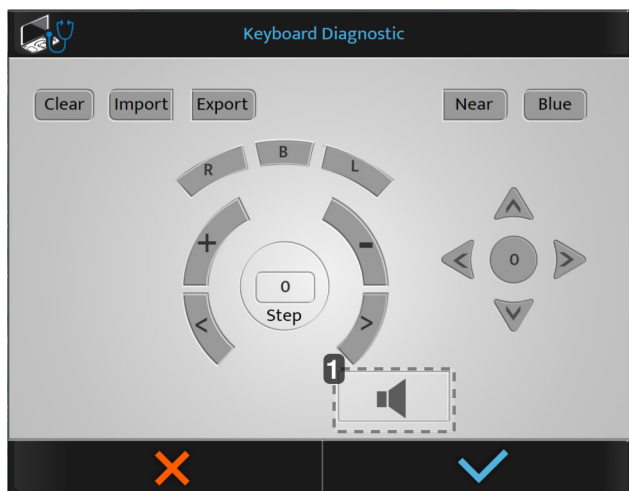 Keyboard Diagnostic
Clear Import Export Near Blue
R B L
+ -
0
0
Step
< >
1